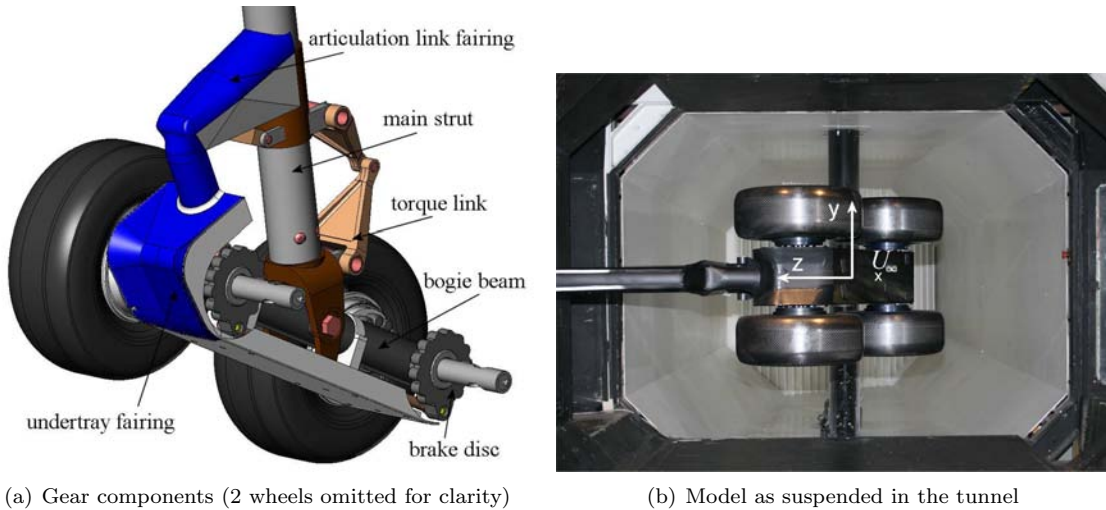 articulation link fairing
main strut
torque link
bogie beam
undertray fairing
brake disc
y
z
U∞
x
(a) Gear components (2 wheels omitted for clarity)
(b) Model as suspended in the tunnel